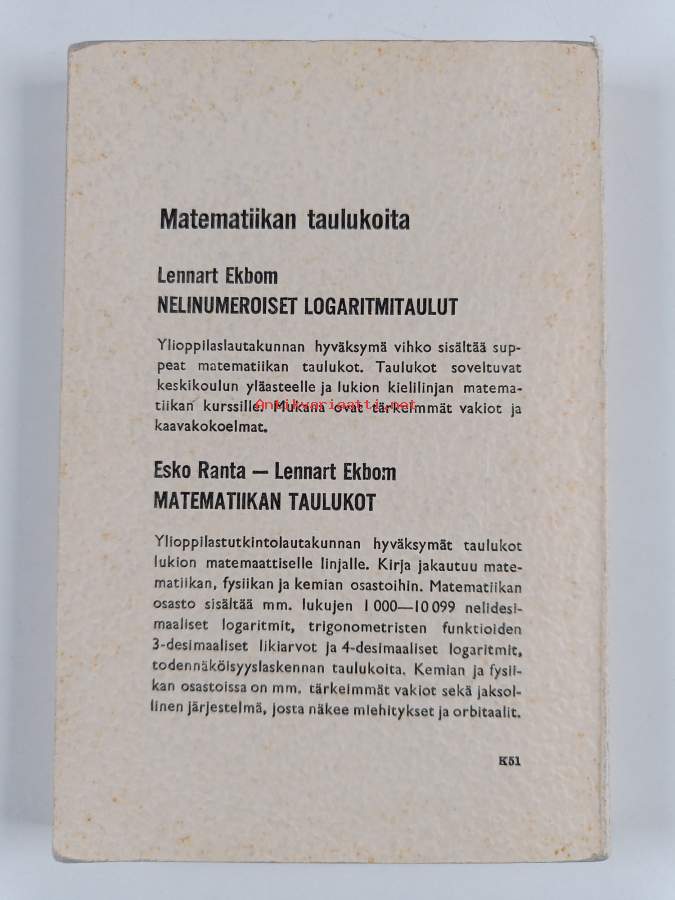 Matematiikan taulukoita
Lennart Ekbom
NELINUMEROISET LOGARITMITAULUT
Ylioppilaslautakunnan hyväksymä vihko sisältää sup-
peat matematiikan taulukot. Taulukot soveltuvat
keskikoulun yläasteelle ja lukion kielilinjan matema-
tiikan kurssille. Mukana ovat tärkeimmät vakiot ja
Antikvariaatti.net
kaavakokoelmat.
Esko Ranta — Lennart Ekbom
MATEMATIIKAN TAULUKOT
Ylioppilastutkintolautakunnan hyväksymät taulukot
lukion matemaattiselle linjalle. Kirja jakautuu mate-
matiikan, fysiikan ja kemian osastoihin. Matematiikan
osasto sisältää mm. lukujen 1 000—10 099 nelidesi-
maaliset logaritmit, trigonometristen funktioiden
3-desimaaliset likiarvot ja 4-desimaaliset logaritmit,
todennäköisyyslaskennan taulukoita. Kemian ja fysii-
kan osastoissa on mm. tärkeimmät vakiot sekä jaksol-
linen järjestelmä, josta näkee miehitykset ja orbitaalit.
K51